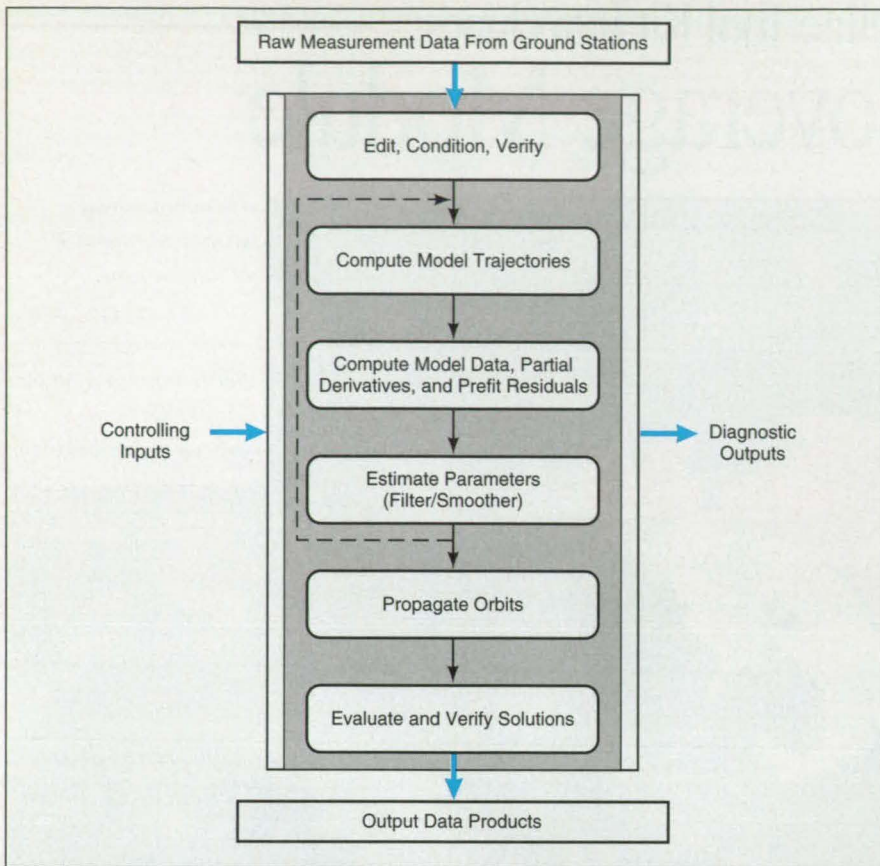 Raw Measurement Data From Ground Stations
Edit, Condition, Verify
Compute Model Trajectories
Compute Model Data, Partial
Derivatives, and Prefit Residuals
Controlling
Inputs
Diagnostic
Outputs
Estimate Parameters
(Filter/Smoother)
Propagate Orbits
Evaluate and Verify Solutions
Output Data Products